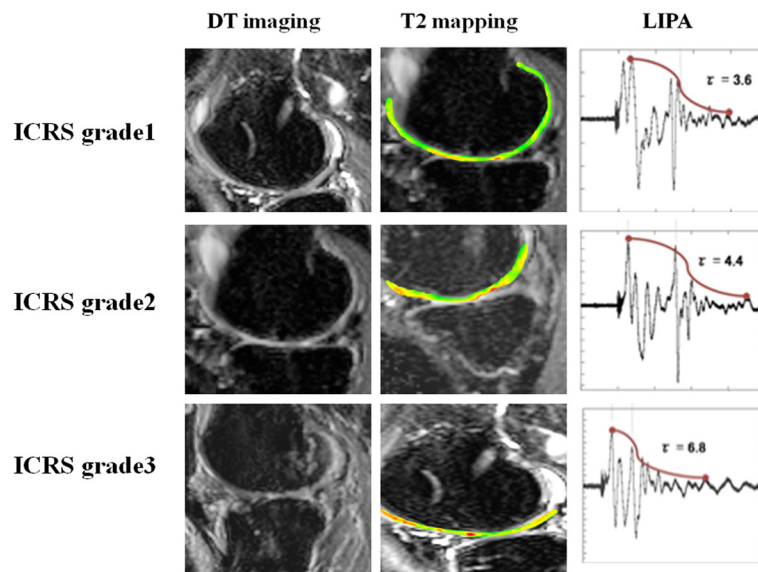 DT imaging T2 mapping LIPA
ICRS grade1
τ = 3.6
ICRS grade2
τ = 4.4
ICRS grade3
τ = 6.8